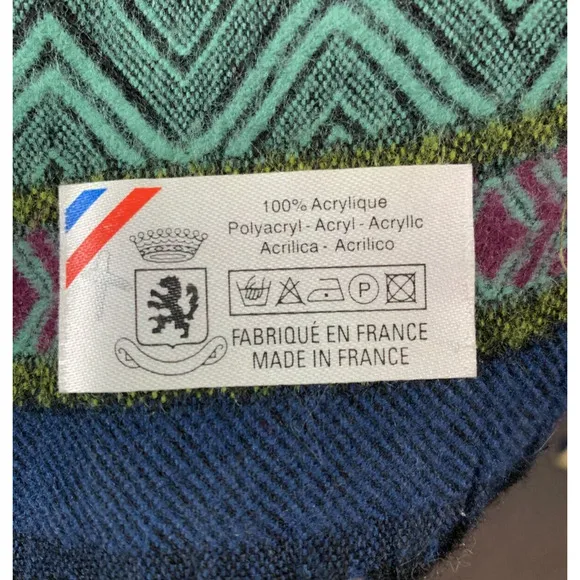 100% Acrylique
Polyacryl - Acryl - Acryllc
Acrilica - Acrilico
P
FABRIQUÉ EN FRANCE
MADE IN FRANCE